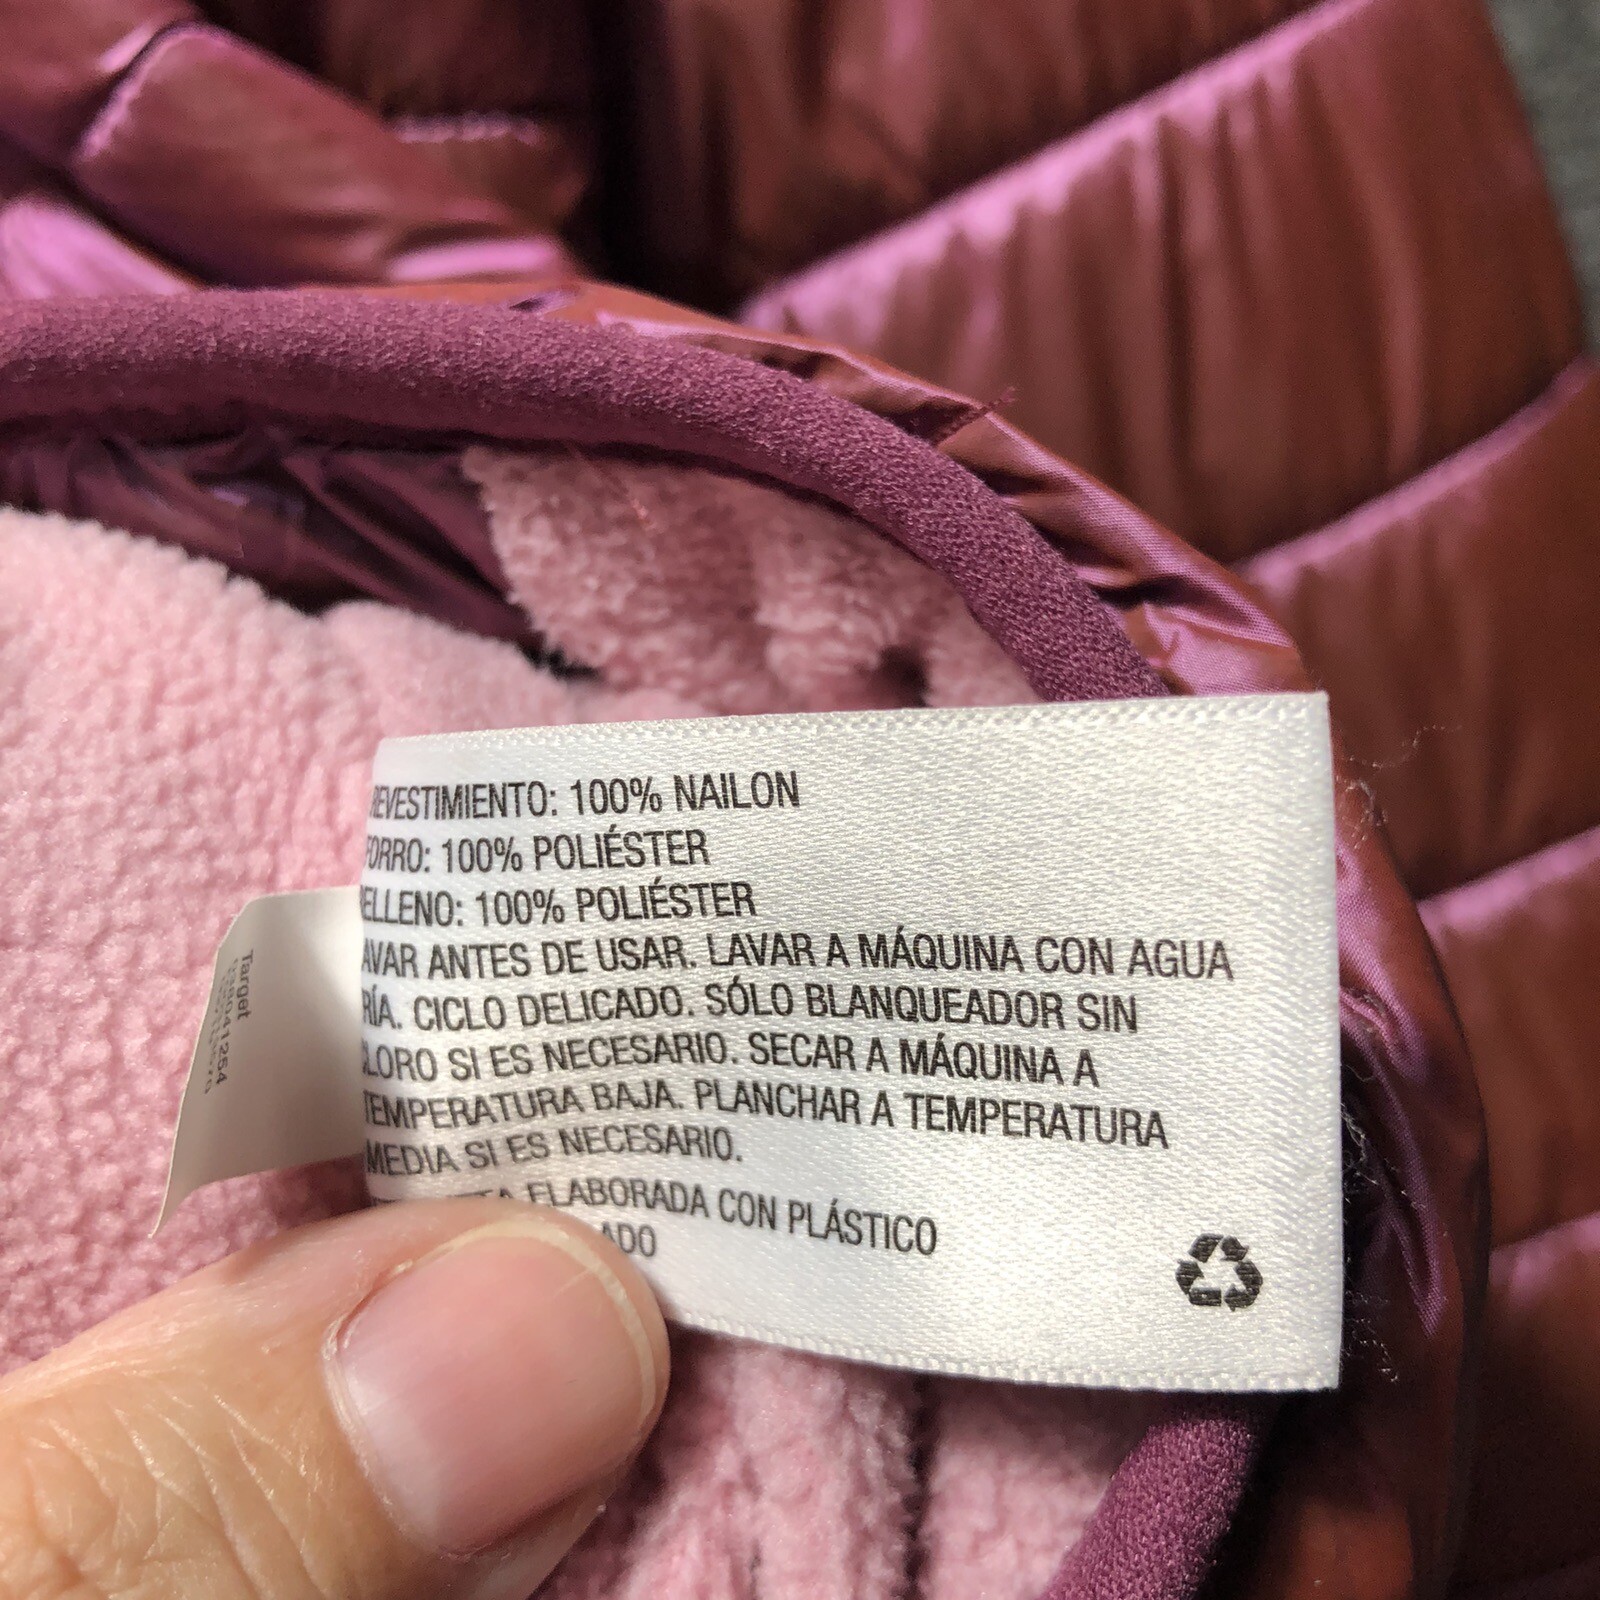 REVESTIMIENTO: 100% NAILON
FORRO: 100% POLIÉSTER
RELLENO: 100% POLIÉSTER
LAVAR ANTES DE USAR. LAVAR A MÁQUINA CON AGUA
FRÍA. CICLO DELICADO. SÓLO BLANQUEADOR SIN
CLORO SI ES NECESARIO. SECAR A MÁQUINA A
TEMPERATURA BAJA. PLANCHAR A TEMPERATURA
MEDIA SI ES NECESARIO.
ELABORADA CON PLÁSTICO
Target